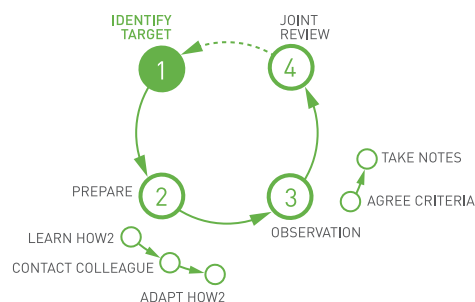 IDENTIFY
TARGET
1
JOINT
REVIEW
4
PREPARE
2
3
OBSERVATION
TAKE NOTES
AGREE CRITERIA
LEARN HOW2
CONTACT COLLEAGUE
ADAPT HOW2